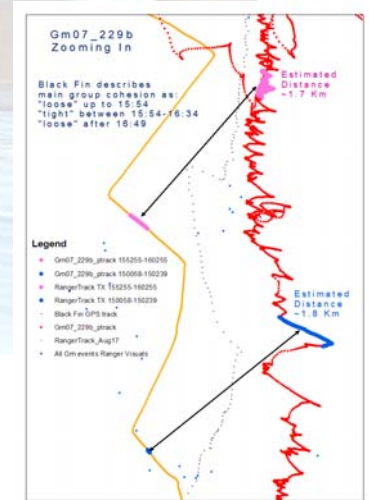 Gm07_229b
Zooming In
Black Fin describes
main group cohesion as:
"loose" up to 15:54
"tight" between 15:54-16:34
"loose" after 16:49
Estimated
Distance
~1.7 Km
Legend
Gm07_229b_ptrack 155255-160255
Gm07_229b_ptrack 150058-150239
RangerTrack TX 155255-160255
RangerTrack TX 150058-150239
Black Fin GPS track
Gm07_229b_ptrack
RangerTrack_Aug17
All Gm events Ranger Visuals
Estimated
Distance
~1.8 Km